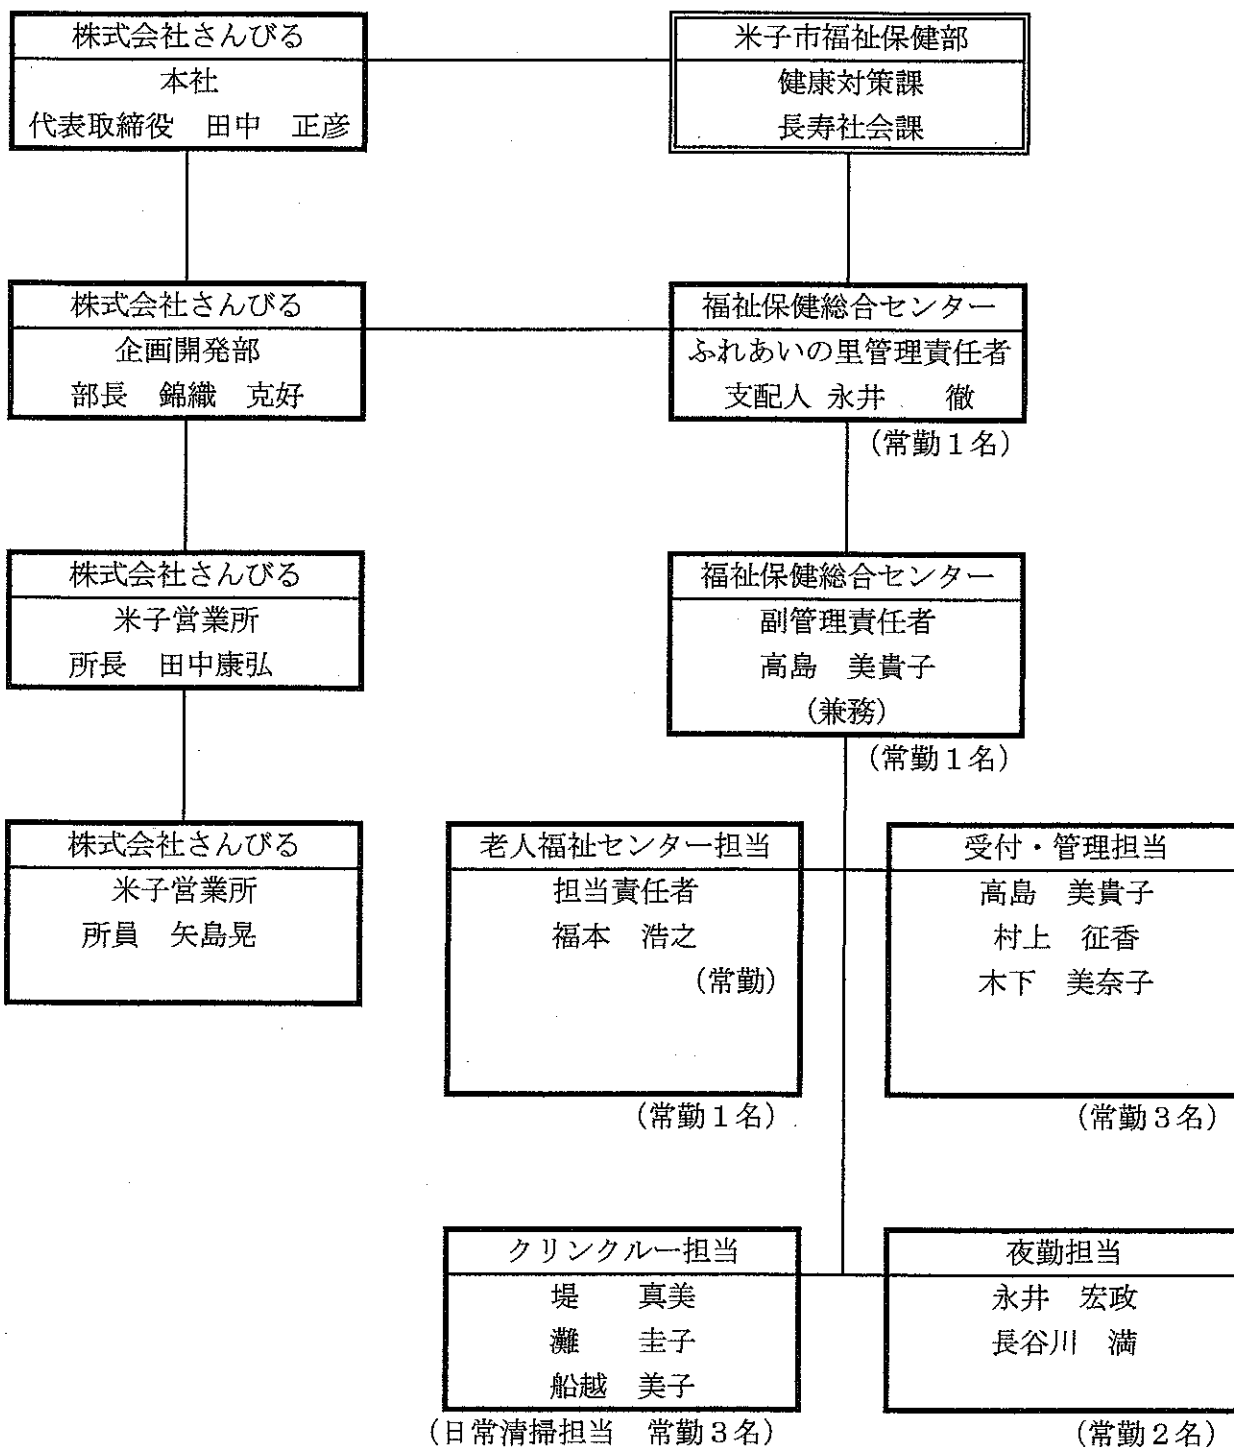 株式会社さんびる
本社
代表取締役　田中　正彦
米子市福祉保健部
健康対策課
長寿社会課
株式会社さんびる
企画開発部
部長　錦織　克好
福祉保健総合センター
ふれあいの里管理責任者
支配人 永井　　徹
（常勤１名）
株式会社さんびる
米子営業所
所長　田中康弘
福祉保健総合センター
副管理責任者
高島　美貴子
（兼務）
（常勤１名）
株式会社さんびる
米子営業所
所員　矢島晃
老人福祉センター担当
担当責任者
福本　浩之
（常勤）
（常勤１名）
受付・管理担当
高島　美貴子
村上　征香
木下　美奈子
（常勤３名）
クリンクルー担当
堤　　真美
灘　　圭子
船越　美子
（日常清掃担当　常勤３名）
夜勤担当
永井　宏政
長谷川　満
（常勤２名）